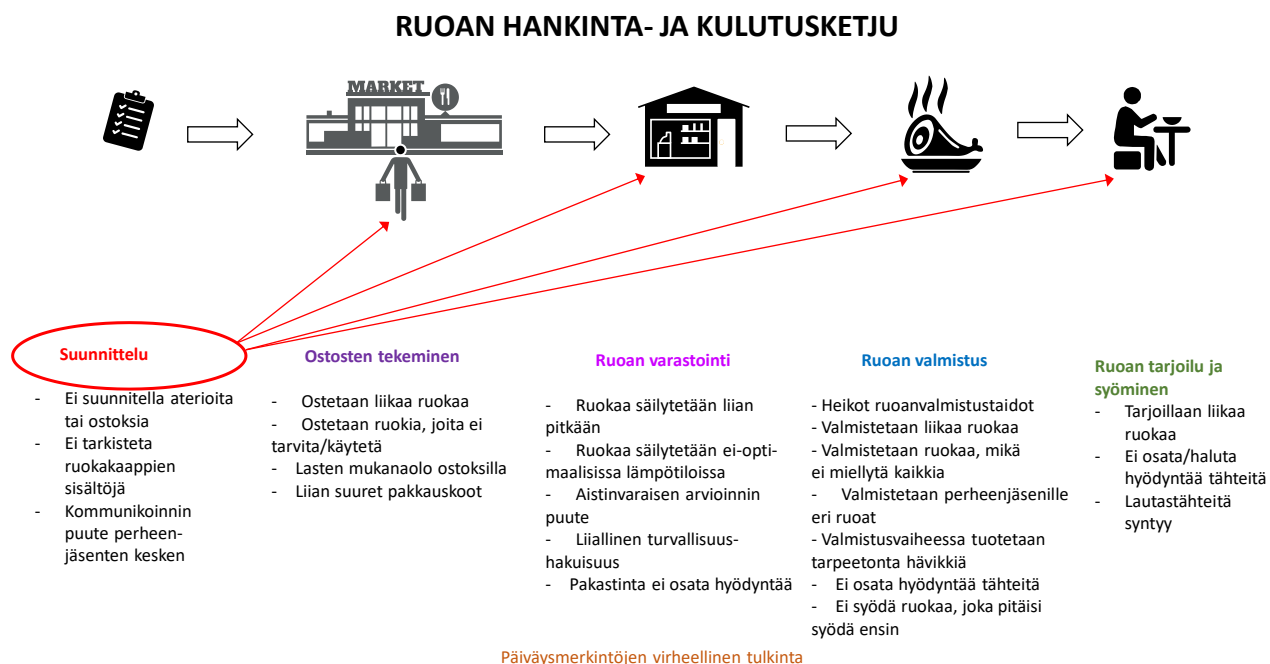 RUOAN HANKINTA- JA KULUTUSKETJU
MARKET
Suunnittelu
- Ei suunnitella aterioita
tai ostoksia
- Ei tarkisteta
ruokakaappien
sisältöjä
- Kommunikoinnin
puute perheen-
jäsenten kesken
Ostosten tekeminen
- Ostetaan liikaa ruokaa
- Ostetaan ruokia, joita ei
tarvita/käytetä
- Lasten mukanaolo ostoksilla
- Liian suuret pakkauskoot
Ruoan varastointi
- Ruokaa säilytetään liian
pitkään
- Ruokaa säilytetään ei-opti-
maalisissa lämpötiloissa
- Aistinvaraisen arvioinnin
puute
- Liiallinen turvallisuus-
hakuisuus
- Pakastinta ei osata hyödyntää
Ruoan valmistus
- Heikot ruoanvalmistustaidot
- Valmistetaan liikaa ruokaa
- Valmistetaan ruokaa, mikä
ei miellytä kaikkia
- Valmistetaan perheenjäsenille
eri ruoat
- Valmistusvaiheessa tuotetaan
tarpeetonta hävikkiä
- Ei osata hyödyntää tähteitä
- Ei syödä ruokaa, joka pitäisi
syödä ensin
Ruoan tarjoilu ja
syöminen
- Tarjoillaan liikaa
ruokaa
- Ei osata/haluta
hyödyntää tähteitä
- Lautastähteitä
syntyy
Päiväysmerkintöjen virheellinen tulkinta